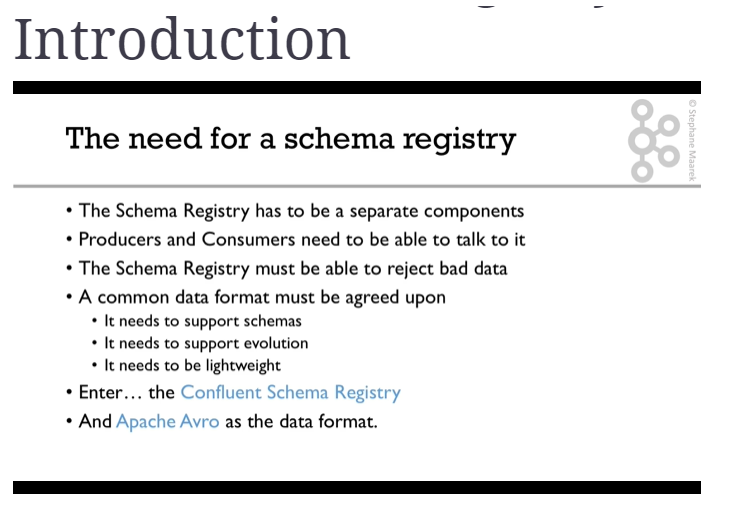 Introduction
The need for a schema registry
© Stephane Maarek
• The Schema Registry has to be a separate components
• Producers and Consumers need to be able to talk to it
• The Schema Registry must be able to reject bad data
• A common data format must be agreed upon
• It needs to support schemas
• It needs to support evolution
• It needs to be lightweight
• Enter… the Confluent Schema Registry
• And Apache Avro as the data format.